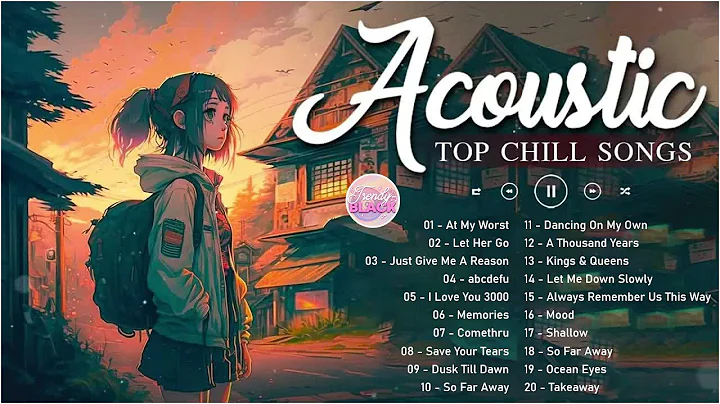 Acoustic
TOP CHILL SONGS
Trendy
BLACK
01 - At My Worst
02 - Let Her Go
03 - Just Give Me A Reason
04 - abcdefu
05 - I Love You 3000
06 - Memories
07 - Comethru
08 - Save Your Tears
09 - Dusk Till Dawn
10 - So Far Away
11 - Dancing On My Own
12 - A Thousand Years
13 - Kings & Queens
14 - Let Me Down Slowly
15 - Always Remember Us This Way
16 - Mood
17 - Shallow
18 - So Far Away
19 - Ocean Eyes
20 - Takeaway